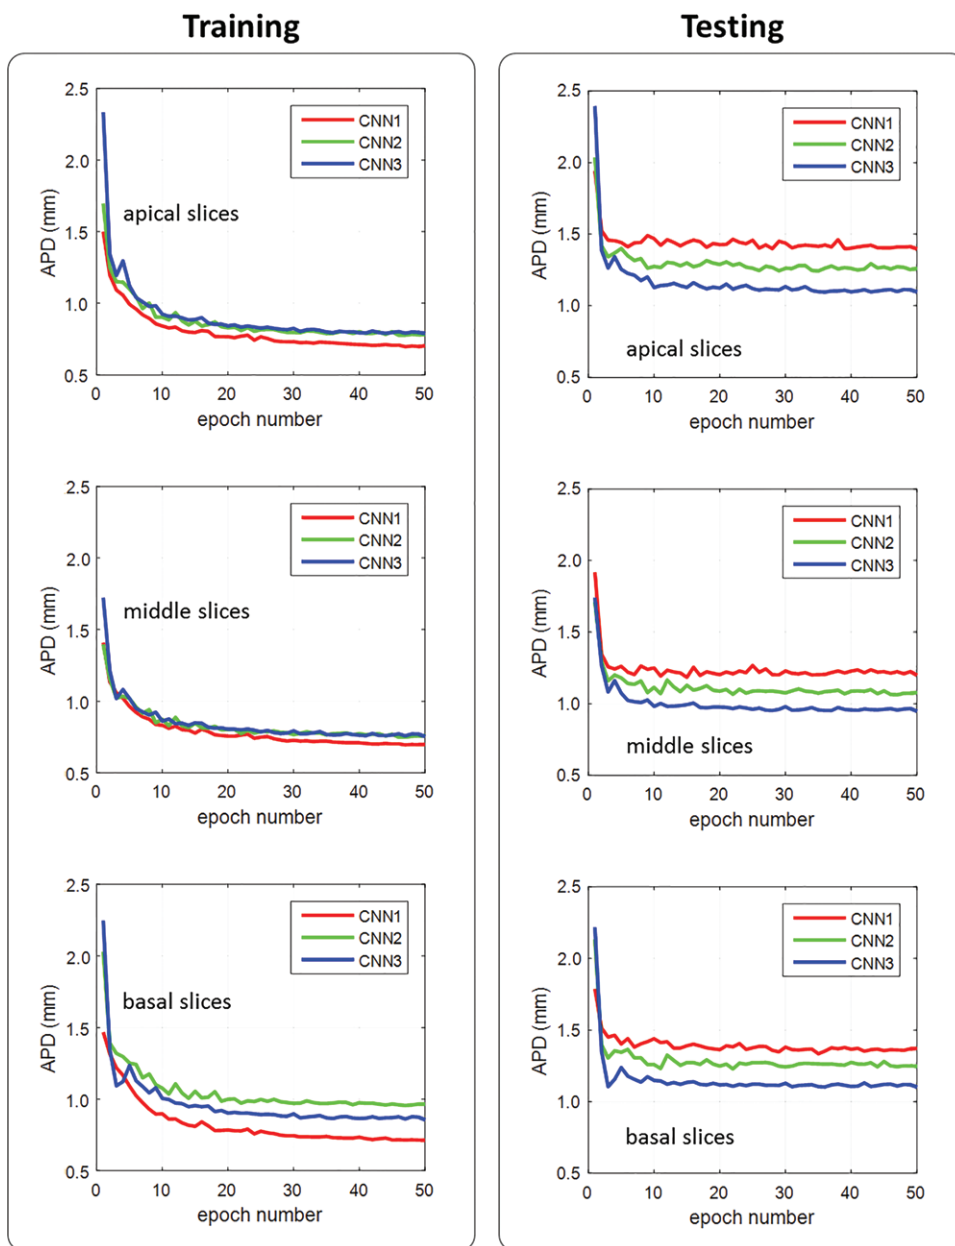 Training
Testing
2.5
2.0
1.5
1.0
0.5
APD (mm)
CNN1
CNN2
CNN3
apical slices
0 10 20 30 40 50
epoch number
2.5
2.0
1.5
1.0
0.5
APD (mm)
CNN1
CNN2
CNN3
apical slices
0 10 20 30 40 50
epoch number
2.5
2.0
1.5
1.0
0.5
APD (mm)
CNN1
CNN2
CNN3
middle slices
0 10 20 30 40 50
epoch number
2.5
2.0
1.5
1.0
0.5
APD (mm)
CNN1
CNN2
CNN3
middle slices
0 10 20 30 40 50
epoch number
2.5
2.0
1.5
1.0
0.5
APD (mm)
CNN1
CNN2
CNN3
basal slices
0 10 20 30 40 50
epoch number
2.5
2.0
1.5
1.0
0.5
APD (mm)
CNN1
CNN2
CNN3
basal slices
0 10 20 30 40 50
epoch number